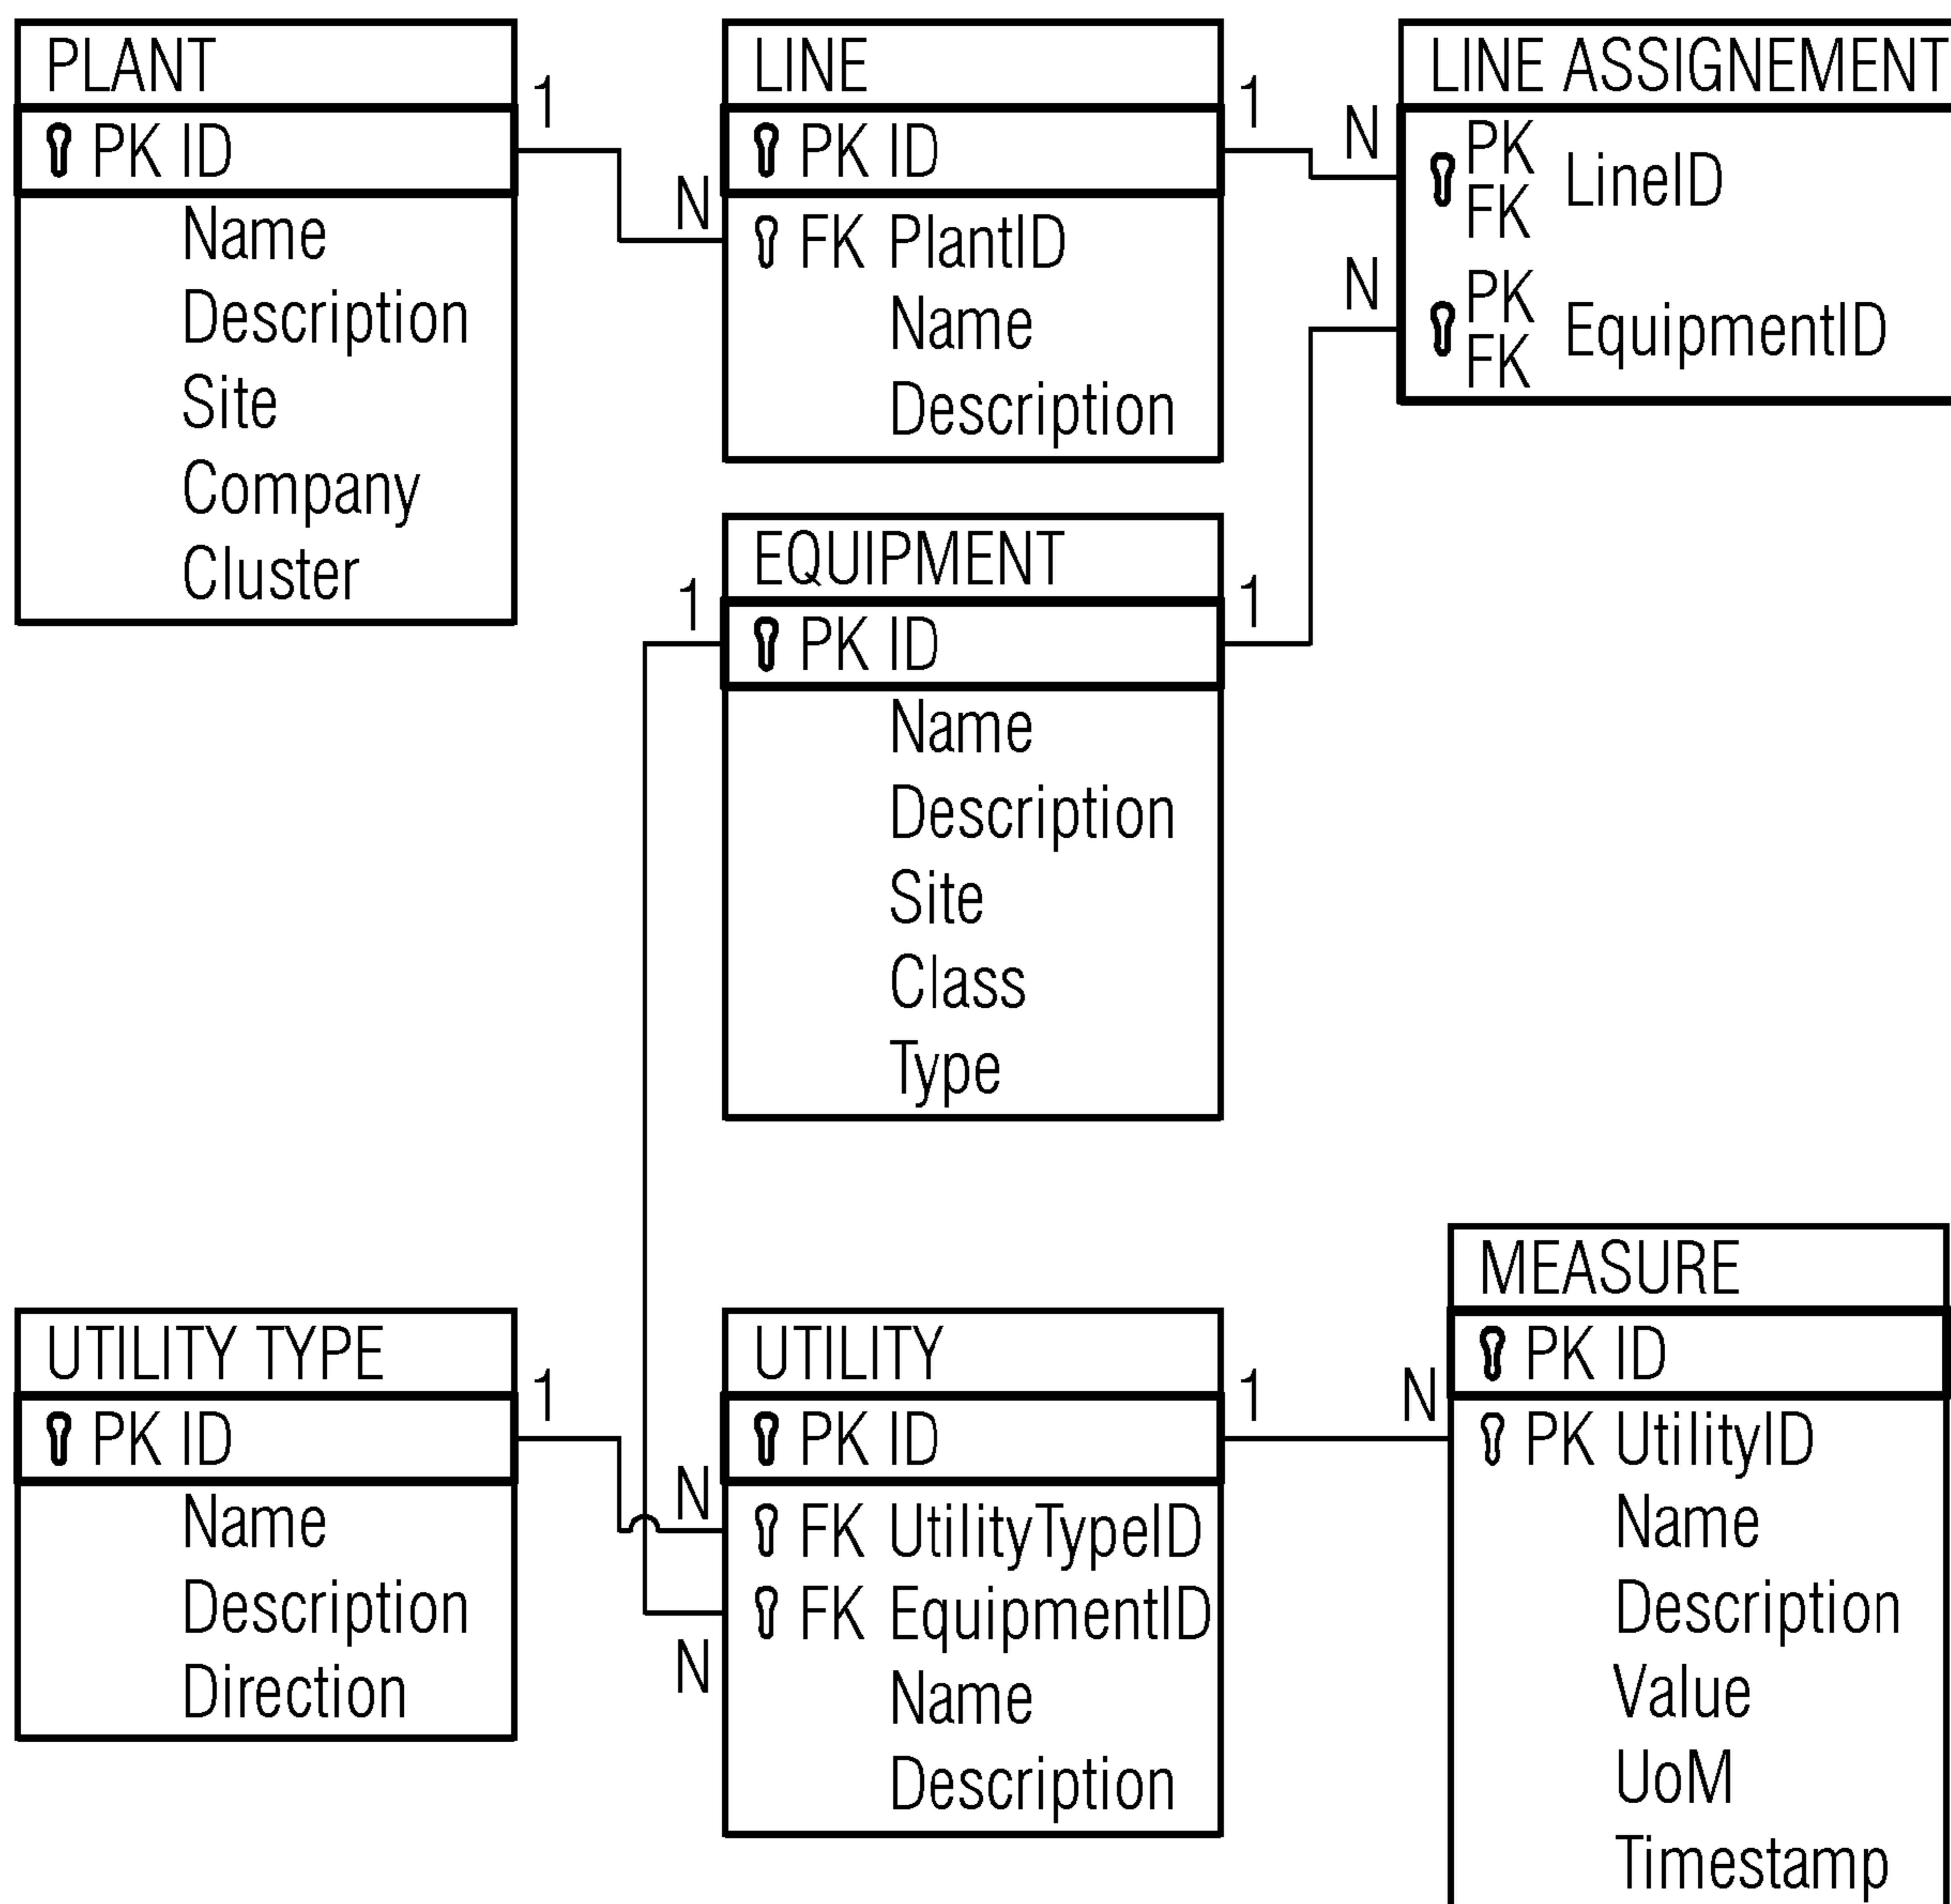 PLANT
PK ID
Name
Description
Site
Company
Cluster
1
N
LINE
PK ID
FK PlantID
Name
Description
1
N
LINE ASSIGNEMENT
PK
FK LineID
PK
FK EquipmentID
N
1
EQUIPMENT
PK ID
Name
Description
Site
Class
Type
1
UTILITY TYPE
PK ID
Name
Description
Direction
1
N
N
UTILITY
PK ID
FK UtilityTypeID
FK EquipmentID
Name
Description
1
N
MEASURE
PK ID
PK UtilityID
Name
Description
Value
UoM
Timestamp